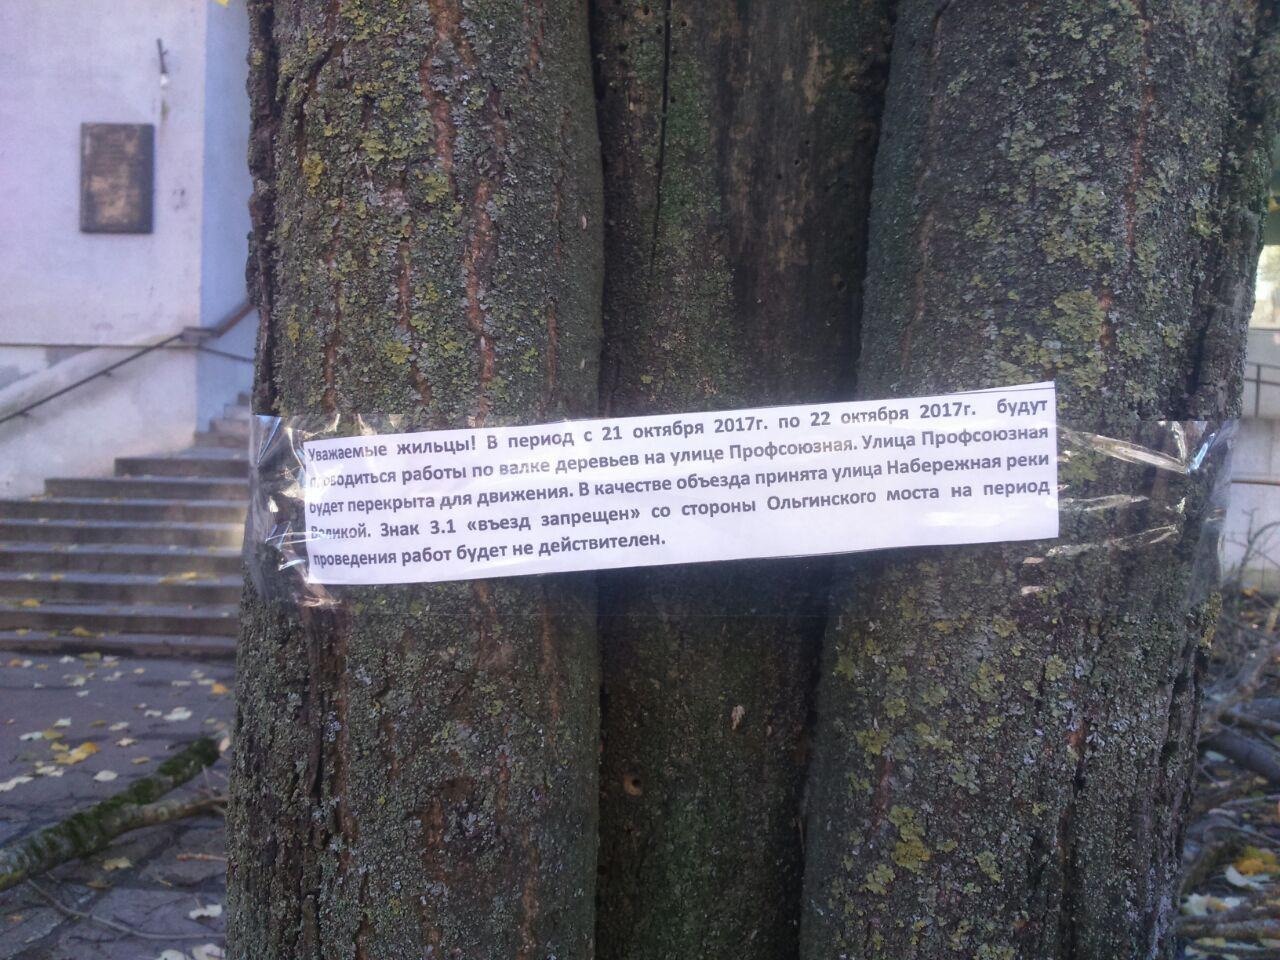 Уважаемые жильцы! В период с 21 октября 2017г. по 22 октября 2017г. будут
проводиться работы по валке деревьев на улице Профсоюзная. Улица Профсоюзная
будет перекрыта для движения. В качестве объезда принята улица Набережная реки
Великой. Знак 3.1 «въезд запрещен» со стороны Ольгинского моста на период
проведения работ будет не действителен.